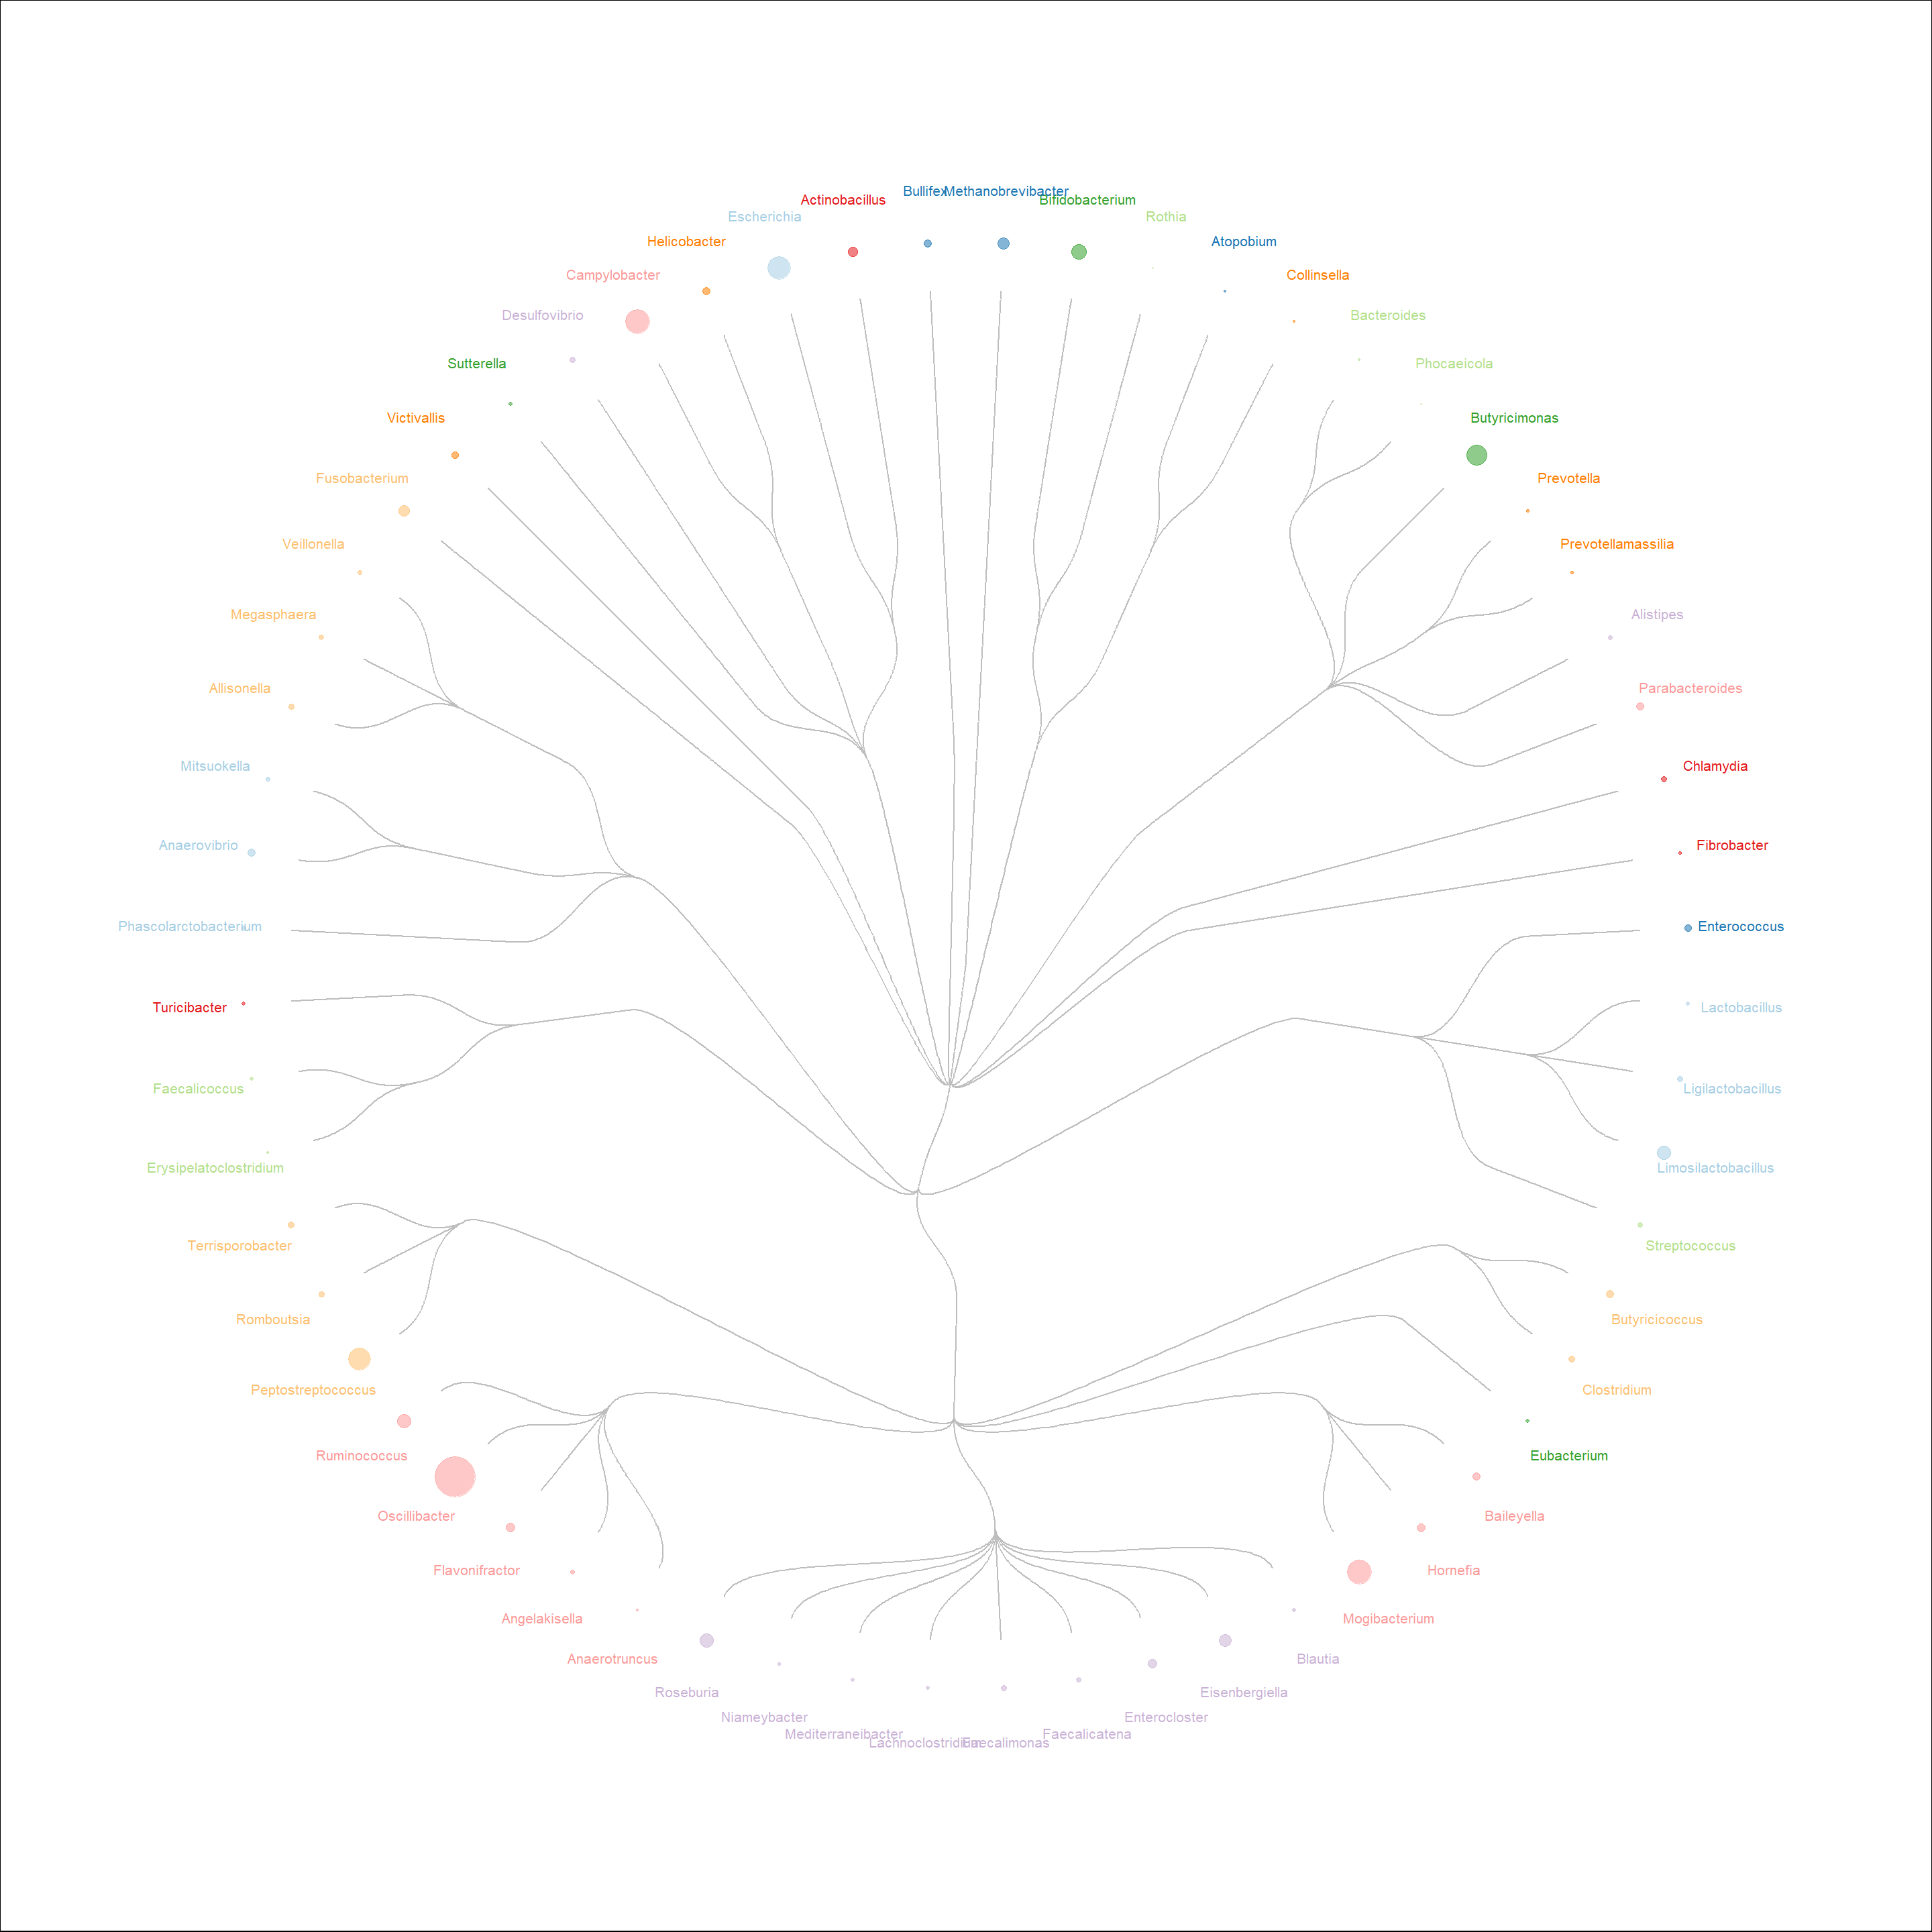 Bullifex
Methanobrevibacter
Actinobacillus
Bifidobacterium
Escherichia
Rothia
Helicobacter
Atopobium
Campylobacter
Collinsella
Desulfovibrio
Bacteroides
Sutterella
Phocaeicola
Victivallis
Butyricimonas
Fusobacterium
Prevotella
Veillonella
Prevotellamassilia
Megasphaera
Alistipes
Allisonella
Parabacteroides
Mitsuokella
Chlamydia
Anaerovibrio
Fibrobacter
Phascolarctobacterium
Enterococcus
Turicibacter
Lactobacillus
Faecalicoccus
Ligilactobacillus
Erysipelatoclostridium
Limosilactobacillus
Terrisporobacter
Streptococcus
Romboutsia
Butyricicoccus
Peptostreptococcus
Clostridium
Ruminococcus
Eubacterium
Oscillibacter
Baileyella
Flavonifractor
Hornefia
Angelakisella
Mogibacterium
Anaerotruncus
Blautia
Roseburia
Eisenbergiella
Niameybacter
Enterocloster
Mediterraneibacter
Faecalicatena
Lachnoclostridium
Faecalimonas